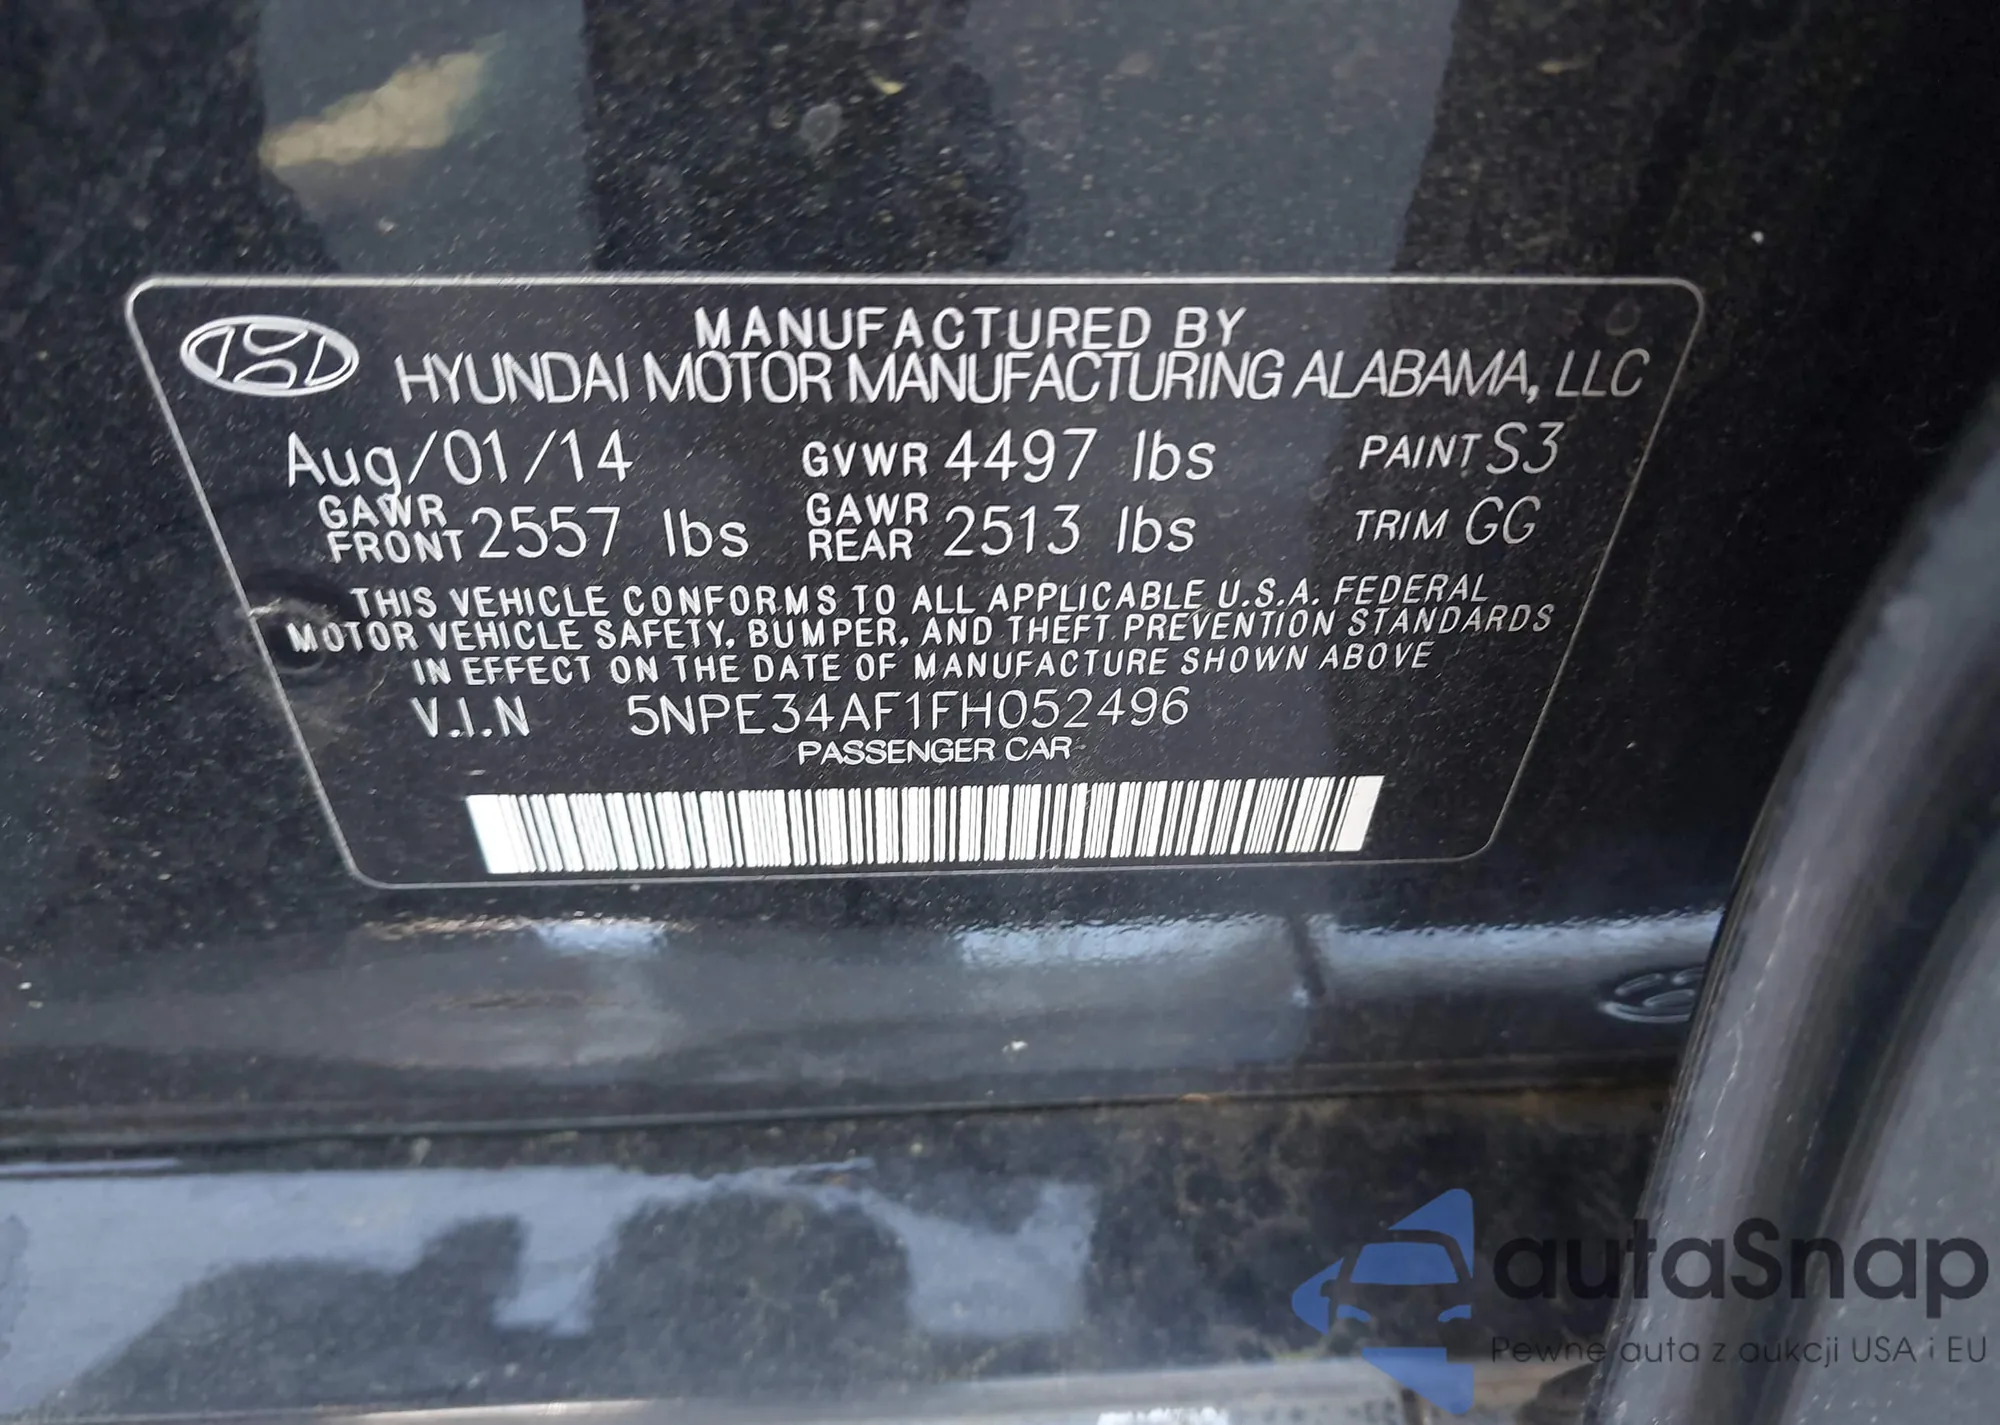 MANUFACTURED BY
HYUNDAI MOTOR MANUFACTURING ALABAMA, LLC
Aug/01/14 GVWR 4497 lbs PAINT S3
GAWR FRONT 2557 lbs GAWR REAR 2513 lbs TRIM GG
THIS VEHICLE CONFORMS TO ALL APPLICABLE U.S.A. FEDERAL
MOTOR VEHICLE SAFETY, BUMPER, AND THEFT PREVENTION STANDARDS
IN EFFECT ON THE DATE OF MANUFACTURE SHOWN ABOVE
V.I.N 5NPE34AF1FH052496
PASSENGER CAR
autaSnap
Pewne auta z aukcji USA i EU